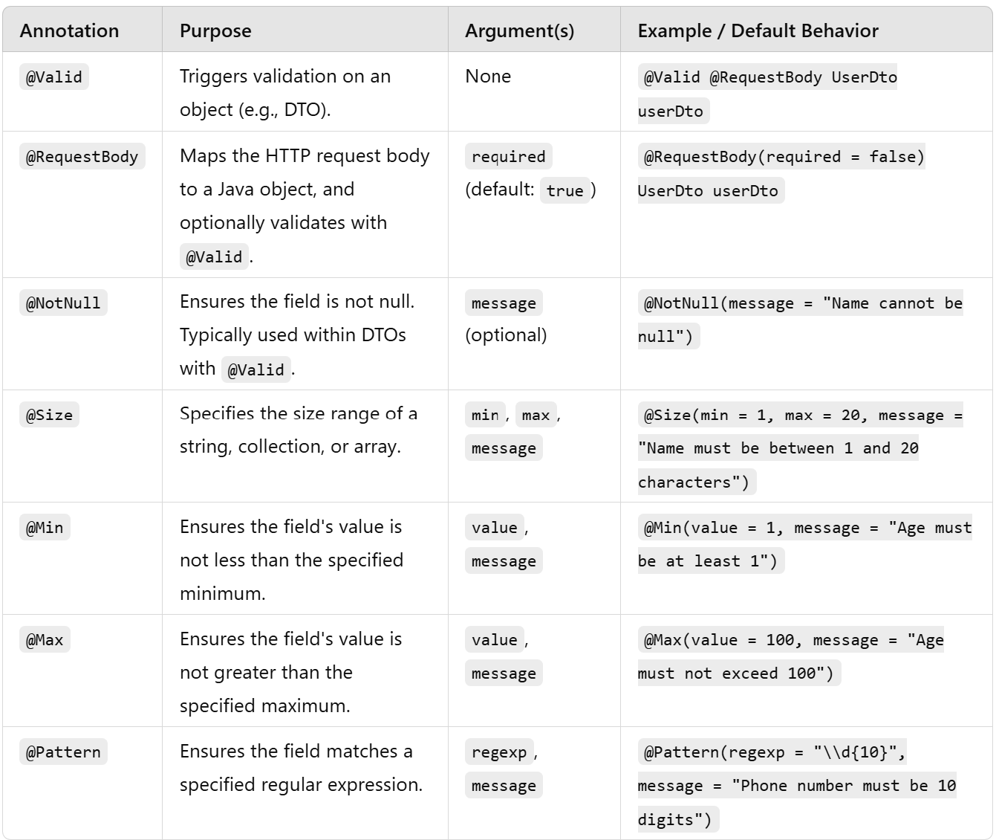 Annotation Purpose Argument(s) Example / Default Behavior
@Valid Triggers validation on an None @Valid @RequestBody UserDto
object (e.g., DTO). userDto
@RequestBody Maps the HTTP request body required @RequestBody(required = false)
to a Java object, and (default: true) UserDto userDto
optionally validates with
@Valid.
@NotNull Ensures the field is not null. message @NotNull(message = "Name cannot be
Typically used within DTOs (optional) null")
with @Valid.
@Size Specifies the size range of a min, max, @Size(min = 1, max = 20, message =
string, collection, or array. message "Name must be between 1 and 20
characters")
@Min Ensures the field's value is value, @Min(value = 1, message = "Age must
not less than the specified message be at least 1")
minimum.
@Max Ensures the field's value is value, @Max(value = 100, message = "Age
not greater than the message must not exceed 100")
specified maximum.
@Pattern Ensures the field matches a regexp, @Pattern(regexp = "\\d{10}",
specified regular expression. message message = "Phone number must be 10
digits")